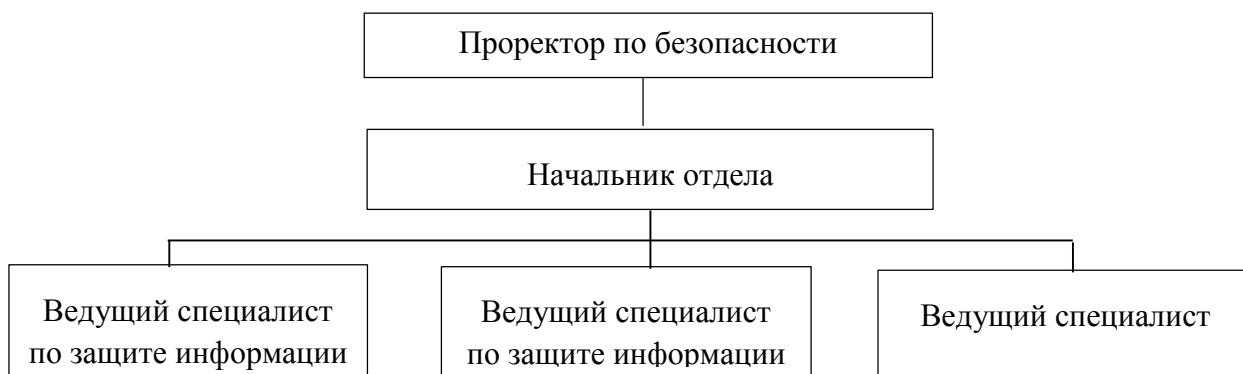 Проректор по безопасности
Начальник отдела
Ведущий специалист
по защите информации
Ведущий специалист
по защите информации
Ведущий специалист